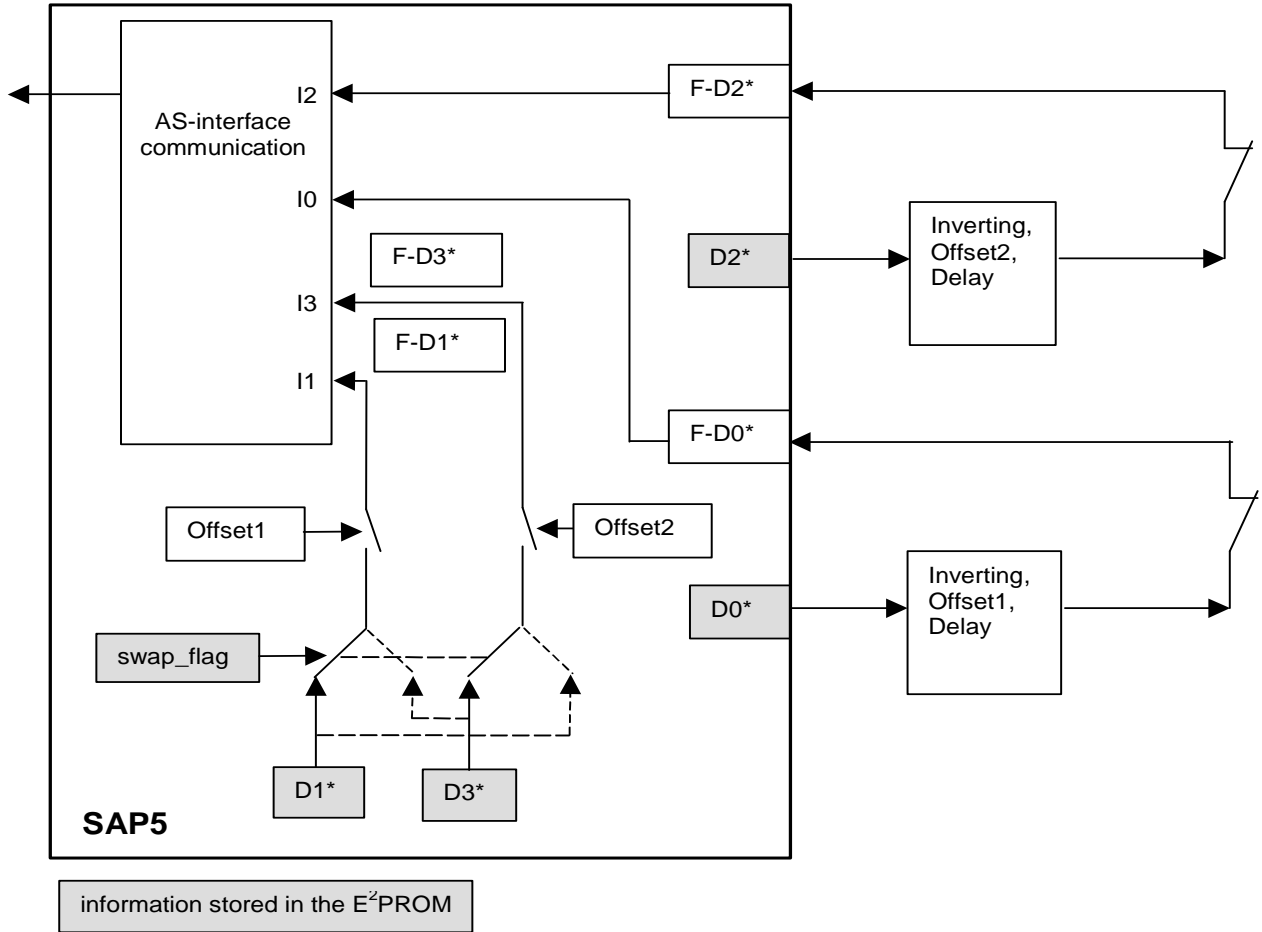 I2
F-D2*
AS-interface
communication
I0
Inverting,
Offset2,
Delay
F-D3*
D2*
I3
F-D1*
I1
F-D0*
Offset1
Offset2
Inverting,
Offset1,
Delay
D0*
swap_flag
D1*
D3*
SAP5
information stored in the E²PROM